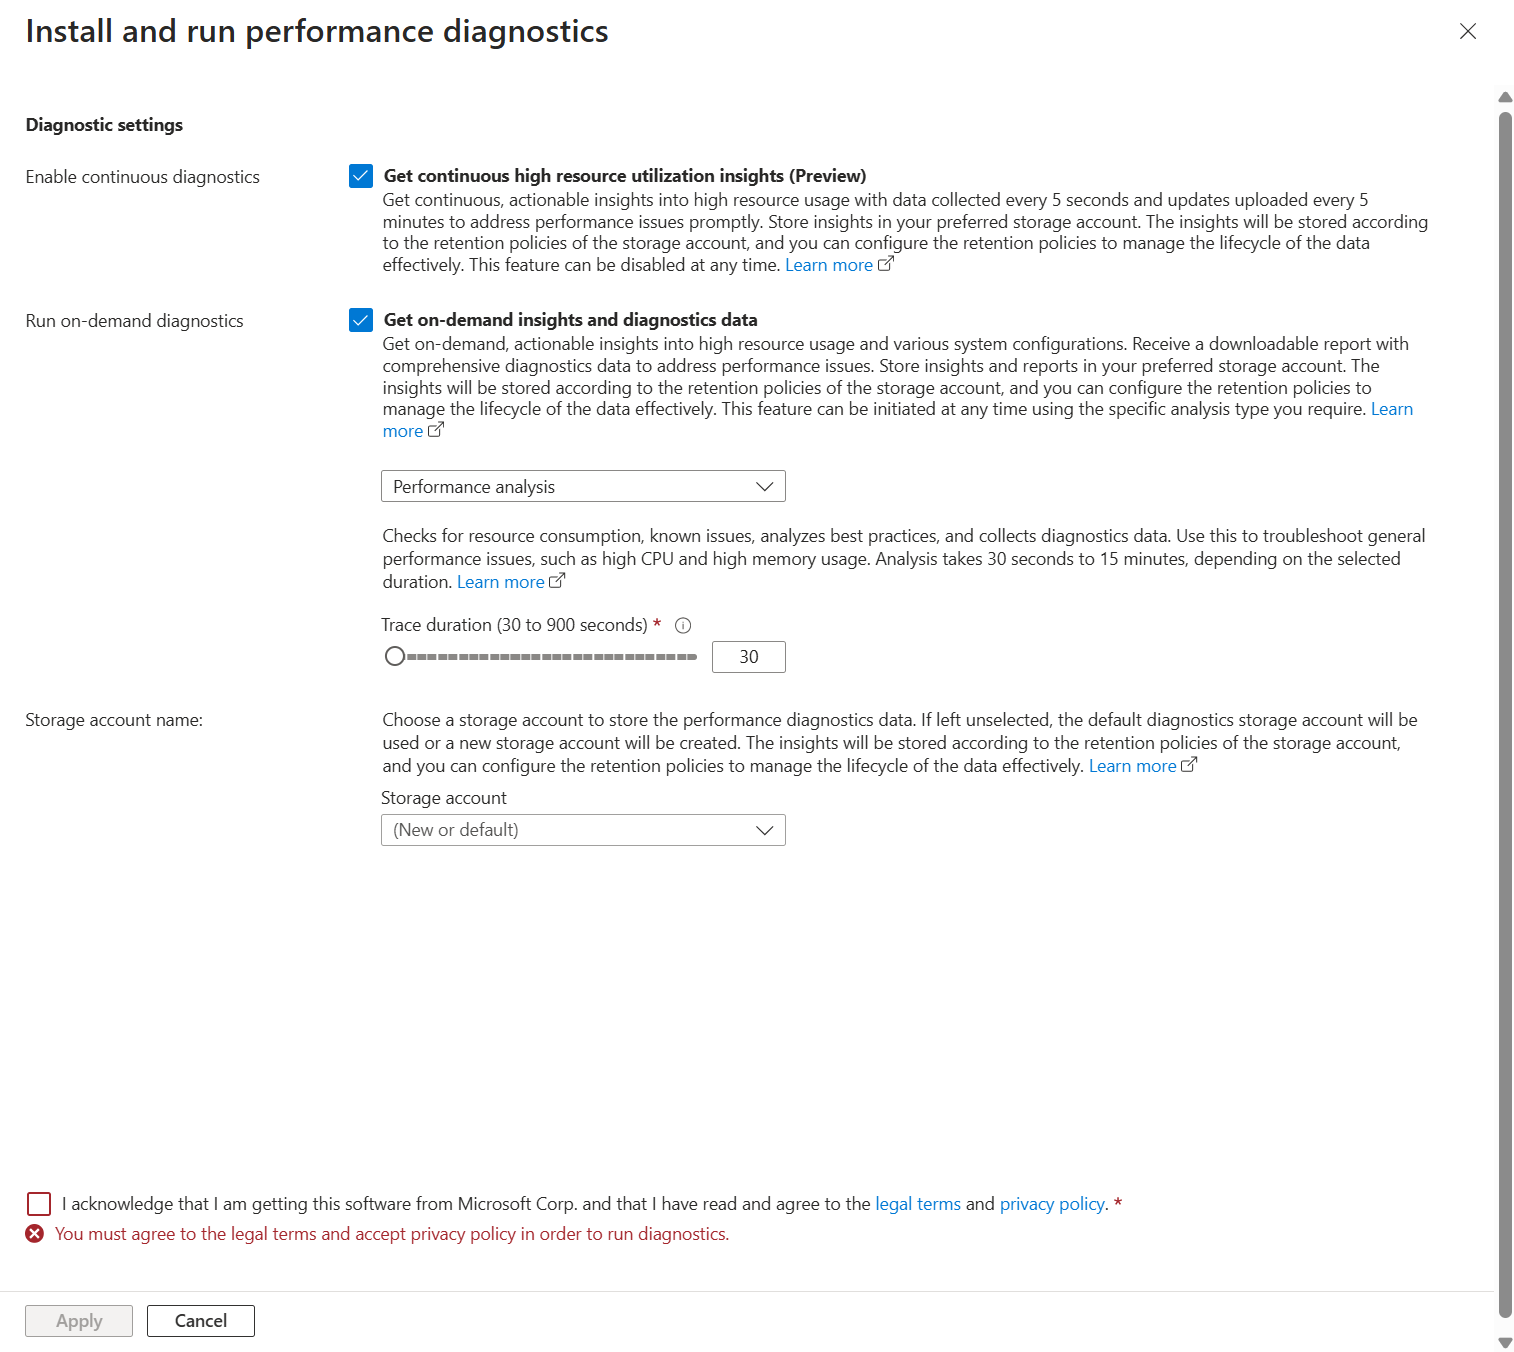 Install and run performance diagnostics
Diagnostic settings
Enable continuous diagnostics
Get continuous high resource utilization insights (Preview)
Get continuous, actionable insights into high resource usage with data collected every 5 seconds and updates uploaded every 5
minutes to address performance issues promptly. Store insights in your preferred storage account. The insights will be stored according
to the retention policies of the storage account, and you can configure the retention policies to manage the lifecycle of the data
effectively. This feature can be disabled at any time. Learn more
Run on-demand diagnostics
Get on-demand insights and diagnostics data
Get on-demand, actionable insights into high resource usage and various system configurations. Receive a downloadable report with
comprehensive diagnostics data to address performance issues. Store insights and reports in your preferred storage account. The
insights will be stored according to the retention policies of the storage account, and you can configure the retention policies to
manage the lifecycle of the data effectively. This feature can be initiated at any time using the specific analysis type you require. Learn
more
Performance analysis
Checks for resource consumption, known issues, analyzes best practices, and collects diagnostics data. Use this to troubleshoot general
performance issues, such as high CPU and high memory usage. Analysis takes 30 seconds to 15 minutes, depending on the selected
duration. Learn more
Trace duration (30 to 900 seconds) *
30
Storage account name:
Choose a storage account to store the performance diagnostics data. If left unselected, the default diagnostics storage account will be
used or a new storage account will be created. The insights will be stored according to the retention policies of the storage account,
and you can configure the retention policies to manage the lifecycle of the data effectively. Learn more
Storage account
(New or default)
I acknowledge that I am getting this software from Microsoft Corp. and that I have read and agree to the legal terms and privacy policy. *
You must agree to the legal terms and accept privacy policy in order to run diagnostics.
Apply
Cancel